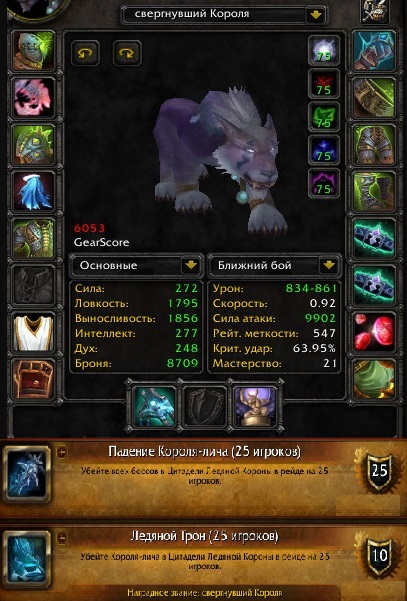 свергнувший Короля
75
75
75
75
75
6053
GearScore
Основные
Ближний бой
Сила: 272
Урон: 834-861
Ловкость: 1795
Скорость: 0.92
Выносливость: 1856
Сила атаки: 9902
Интеллект: 277
Рейт. меткости: 547
Дух: 248
Крит. удар: 63.95%
Броня: 8709
Мастерство: 21
Падение Короля-лича (25 игроков)
Убейте всех боссов в Цитадели Ледяной Короны в рейде на 25
игроков.
25
Ледяной Трон (25 игроков)
Убейте Короля-лича в Цитадели Ледяной Короны в рейде на 25
игроков.
10
Наградное звание: свергнувший Короля